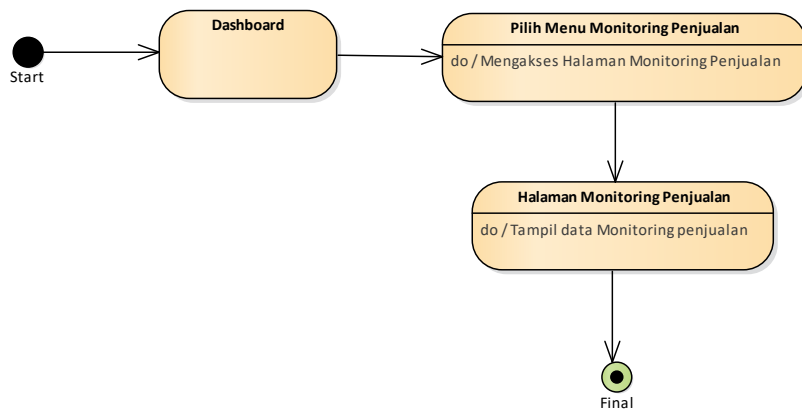 Dashboard
Start
Pilih Menu Monitoring Penjualan
do / Mengakses Halaman Monitoring Penjualan
Halaman Monitoring Penjualan
do / Tampil data Monitoring penjualan
Final